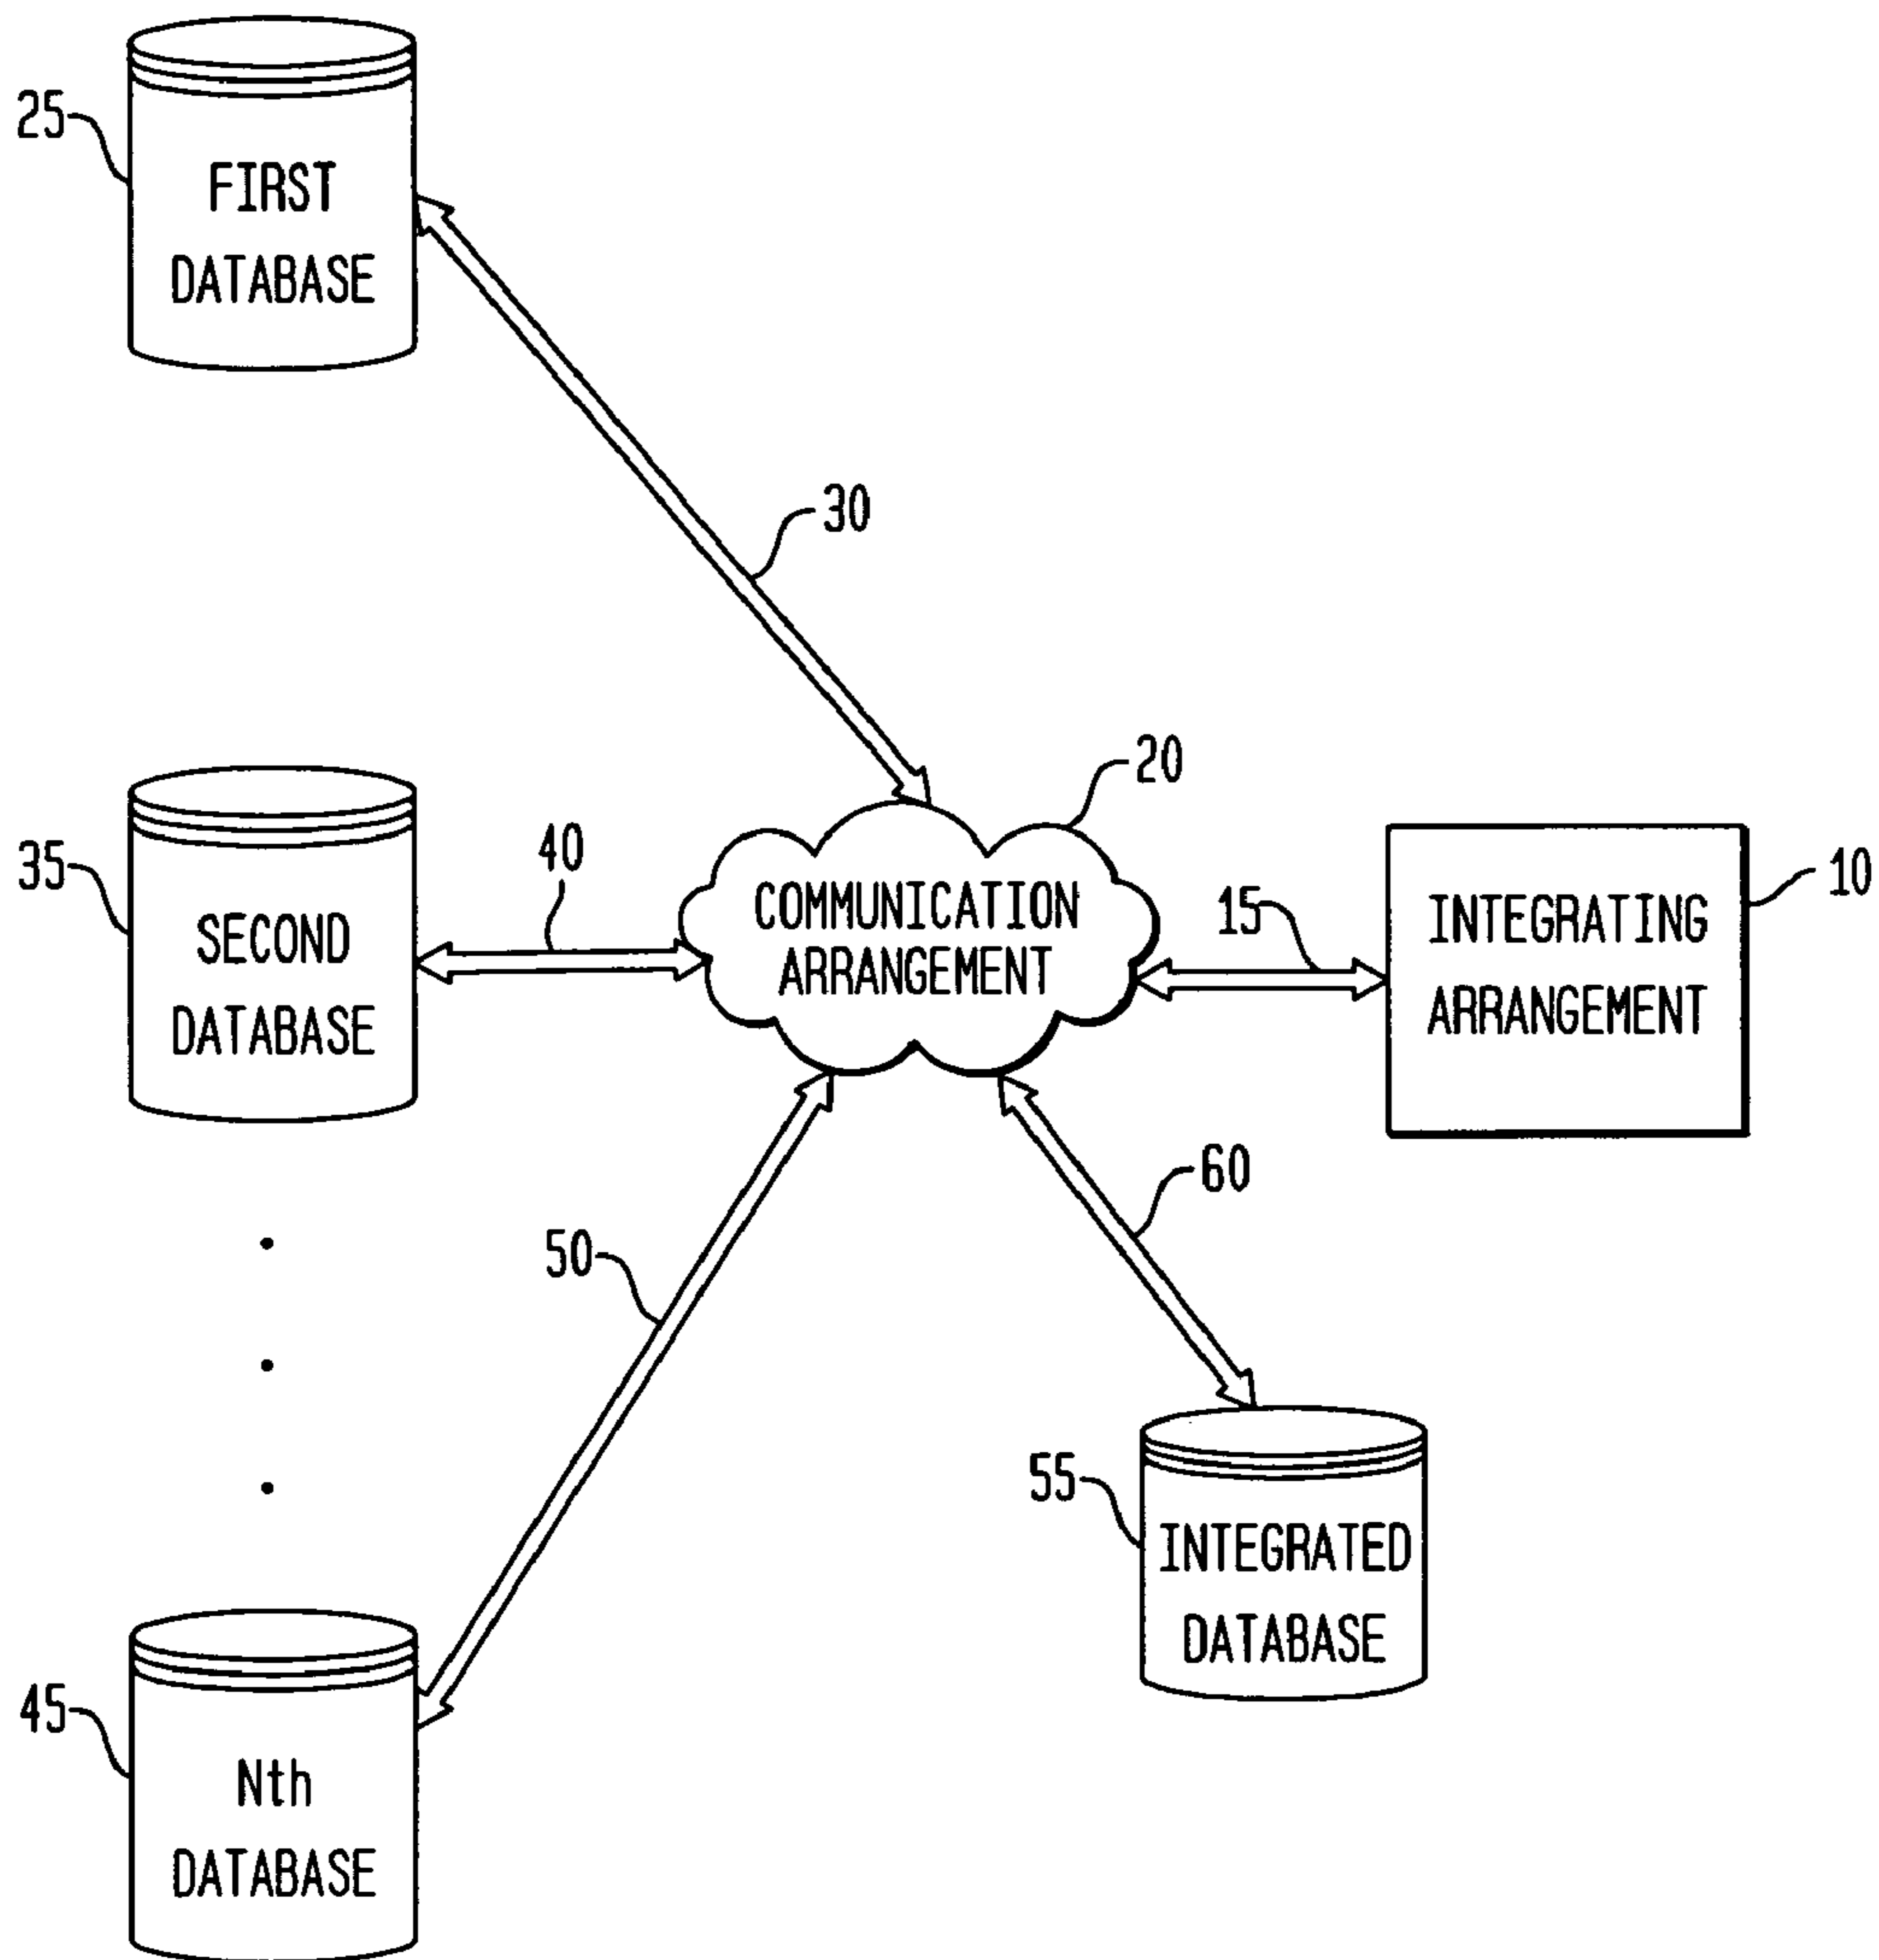 25
FIRST
DATABASE
30
20
35
SECOND
DATABASE
40
COMMUNICATION
ARRANGEMENT
15
INTEGRATING
ARRANGEMENT
10
60
50
55
INTEGRATED
DATABASE
45
Nth
DATABASE